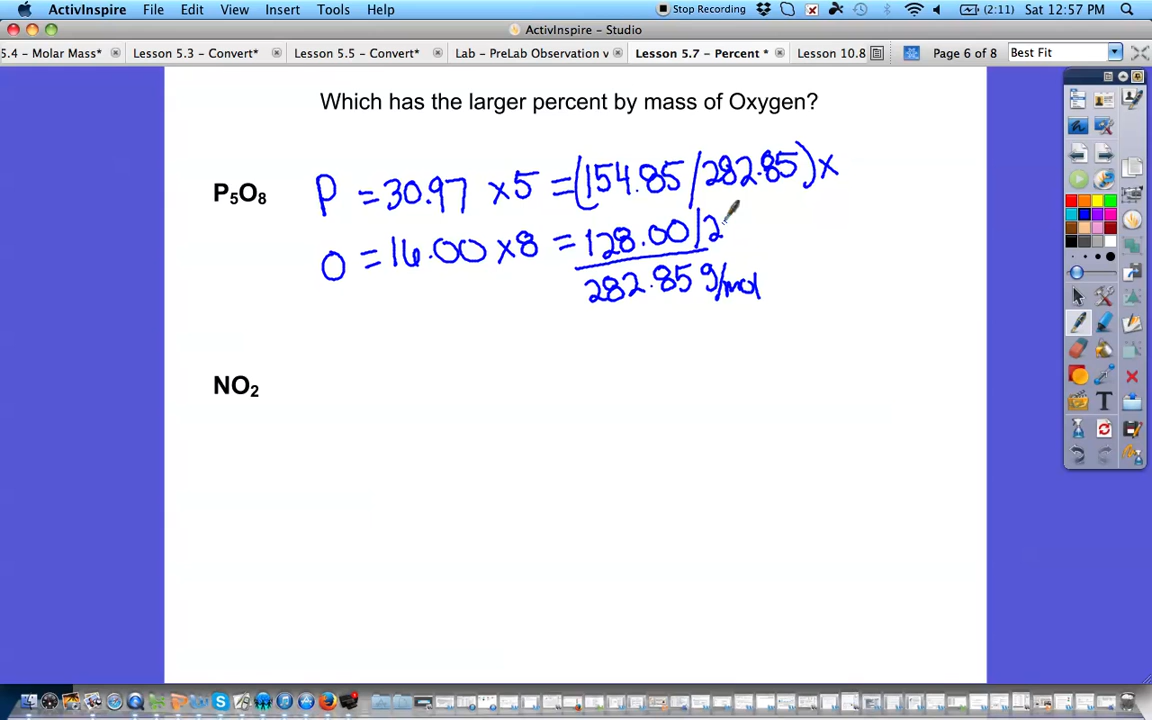 ActivInspire File Edit View Insert Tools Help Stop Recording (2:11) Sat 12:57 PM
ActivInspire - Studio
5.4 – Molar Mass* Lesson 5.3 – Convert* Lesson 5.5 – Convert* Lab – PreLab Observation v Lesson 5.7 – Percent * Lesson 10.8 Page 6 of 8 Best Fit
Which has the larger percent by mass of Oxygen?
P₅O₈
P = 30.97 x5 = (154.85/282.85)x
O = 16.00 x8 = 128.00/2
282.85 g/mol
NO₂